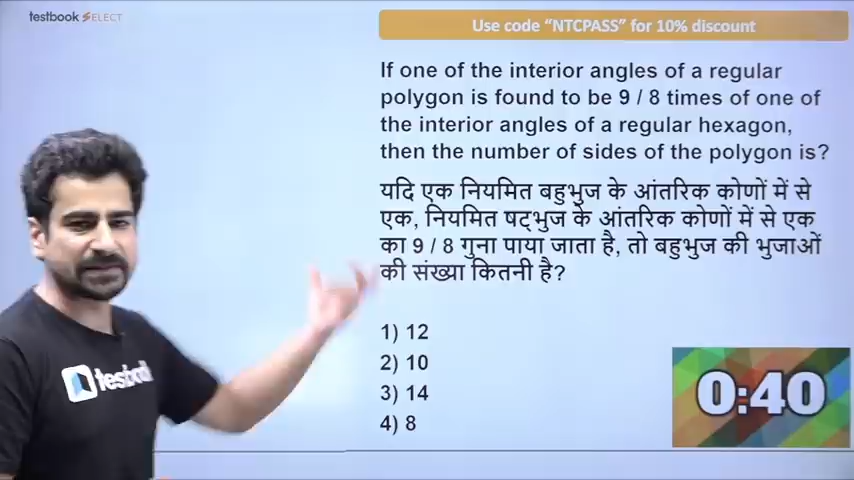 testbook SELECT
Use code “NTCPASS” for 10% discount
If one of the interior angles of a regular
polygon is found to be 9 / 8 times of one of
the interior angles of a regular hexagon,
then the number of sides of the polygon is?
यदि एक नियमित बहुभुज के आंतरिक कोणों में से
एक, नियमित षट्भुज के आंतरिक कोणों में से एक
का 9 / 8 गुना पाया जाता है, तो बहुभुज की भुजाओं
की संख्या कितनी है?
1) 12
2) 10
3) 14
4) 8
0:40
testbook